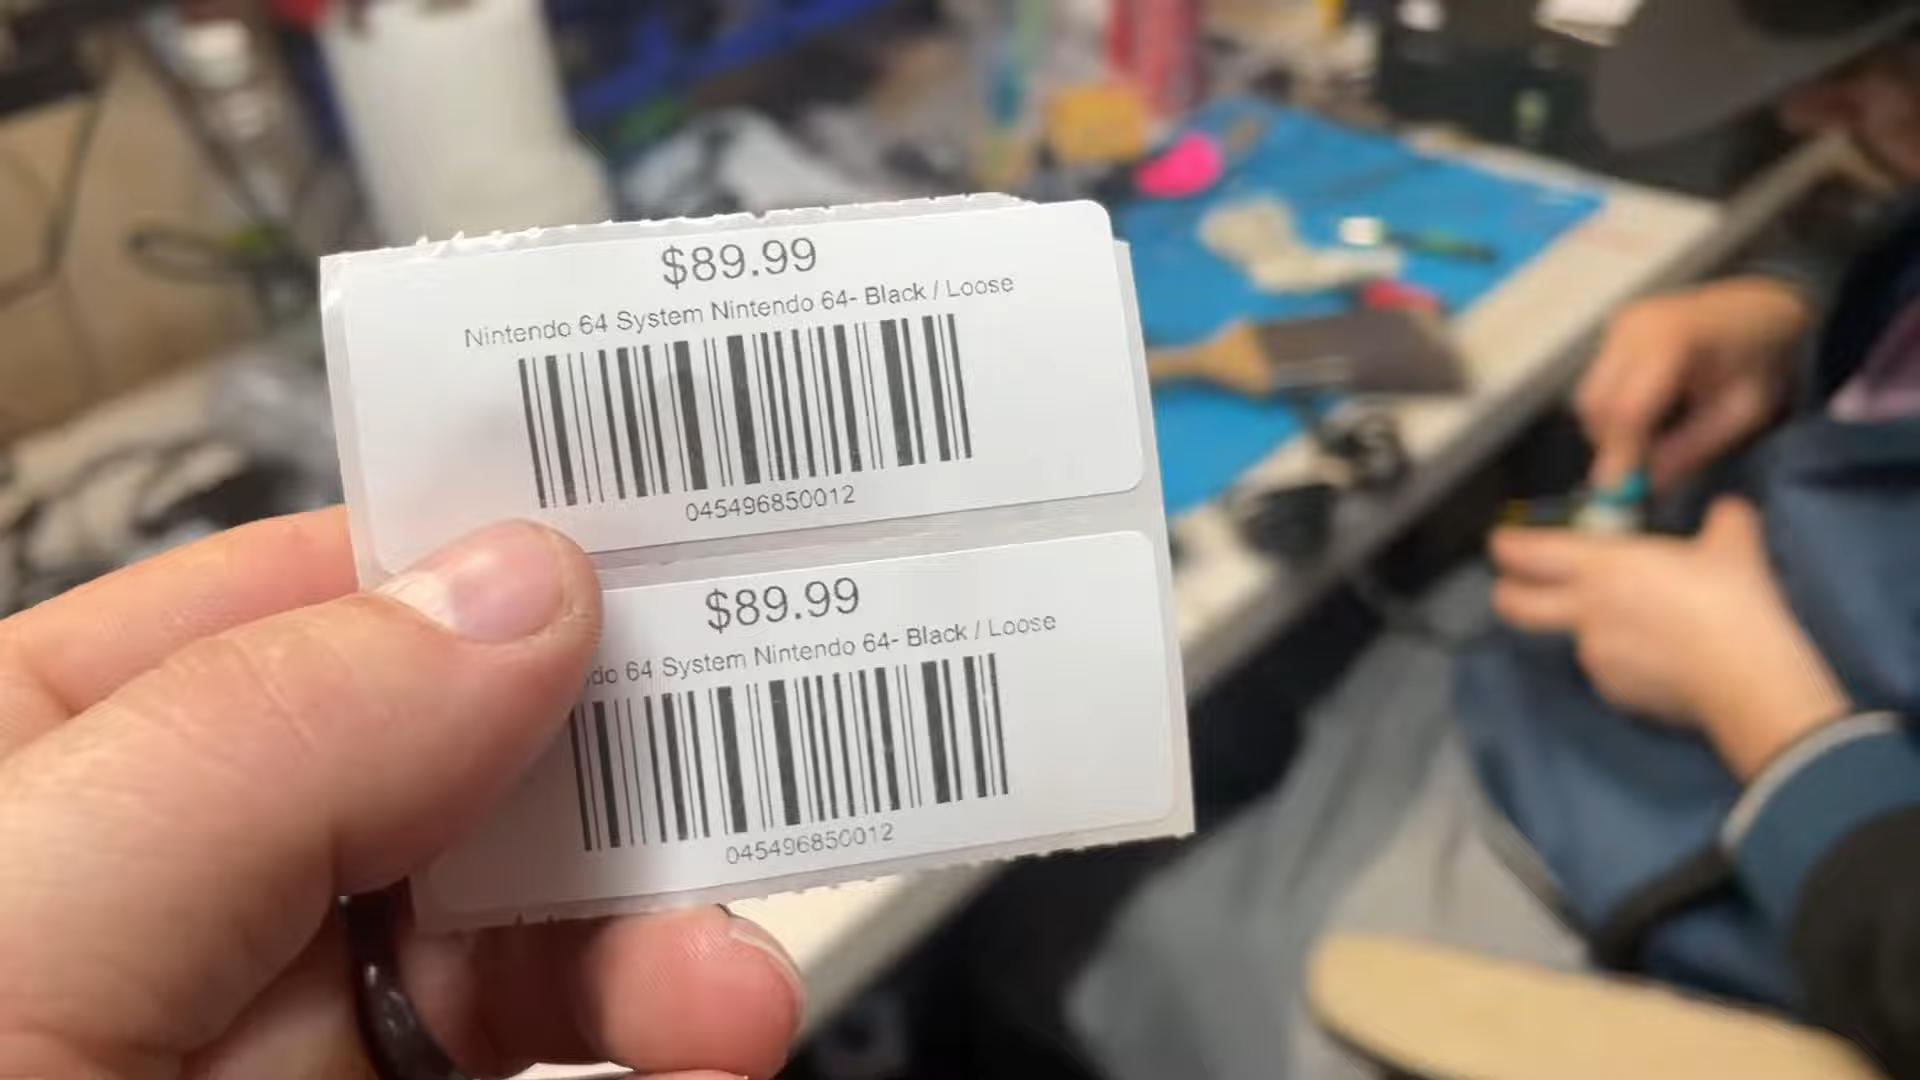 $89.99
Nintendo 64 System Nintendo 64- Black / Loose
045496850012
$89.99
64 System Nintendo 64- Black / Loose
045496850012